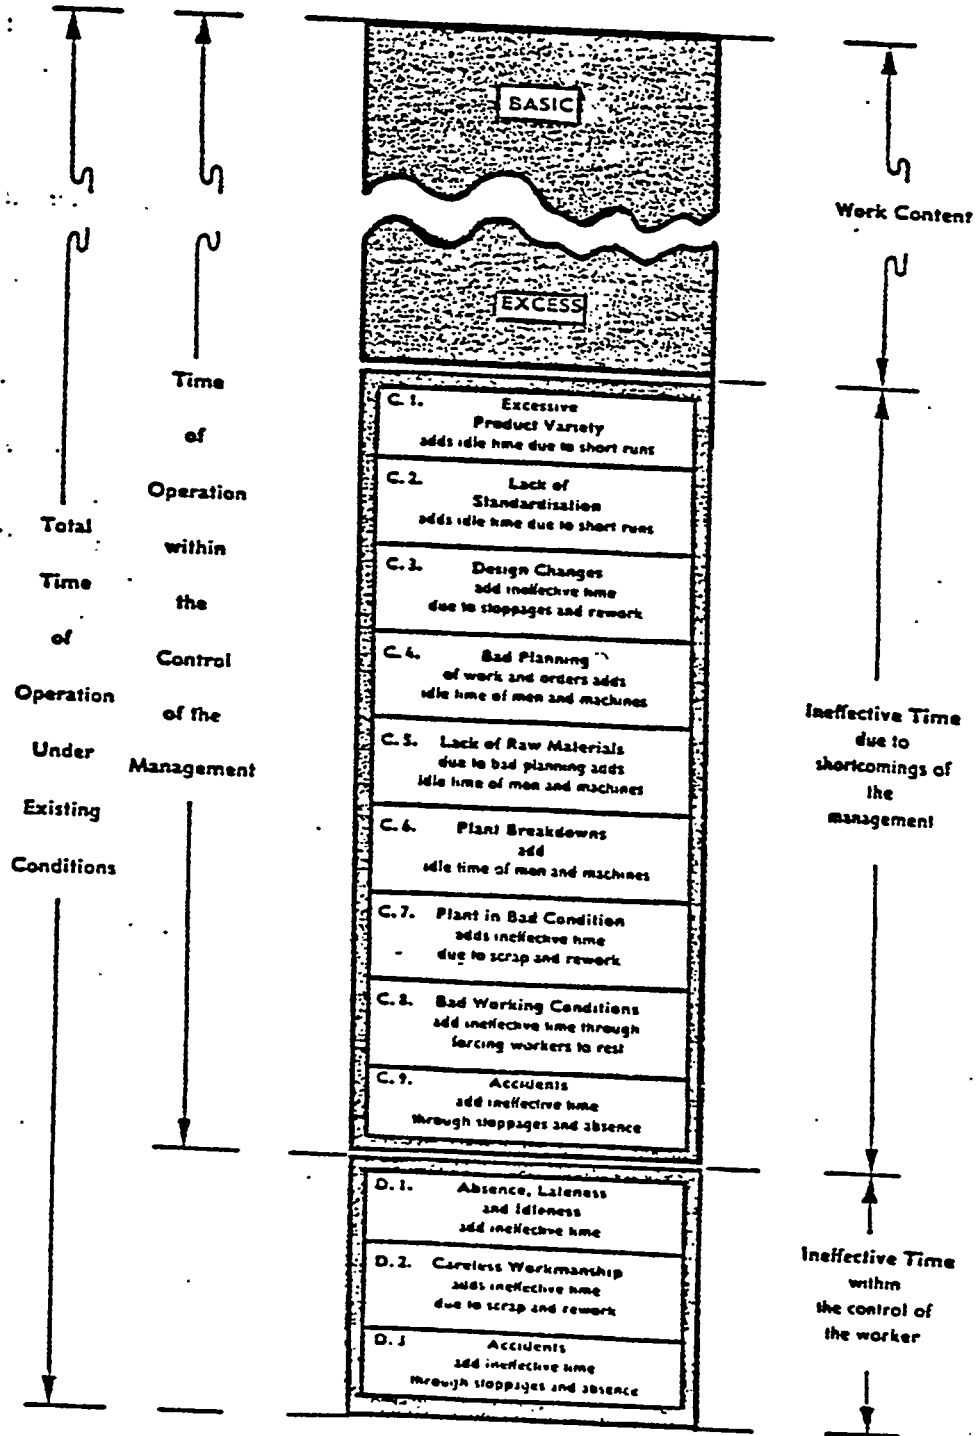 BASIC
EXCESS
Work Content
Time
of
Operation
within
the
Control
of the
Management
Total
Time
of
Operation
Under
Existing
Conditions
C. 1. Excessive
Product Variety
adds idle time due to short runs
C. 2. Lack of
Standardisation
adds idle time due to short runs
C. 3. Design Changes
add ineffective time
due to stoppages and rework
C. 4. Bad Planning
of work and orders adds
idle time of men and machines
C. 5. Lack of Raw Materials
due to bad planning adds
idle time of men and machines
C. 6. Plant Breakdowns
add
idle time of men and machines
C. 7. Plant in Bad Condition
adds ineffective time
due to scrap and rework
C. 8. Bad Working Conditions
add ineffective time through
forcing workers to rest
C. 9. Accidents
add ineffective time
through stoppages and absence
Ineffective Time
due to
shortcomings of
the
management
D. 1. Absence, Lateness
and Idleness
add ineffective time
D. 2. Careless Workmanship
adds ineffective time
due to scrap and rework
D. 3 Accidents
add ineffective time
through stoppages and absence
Ineffective Time
within
the control of
the worker